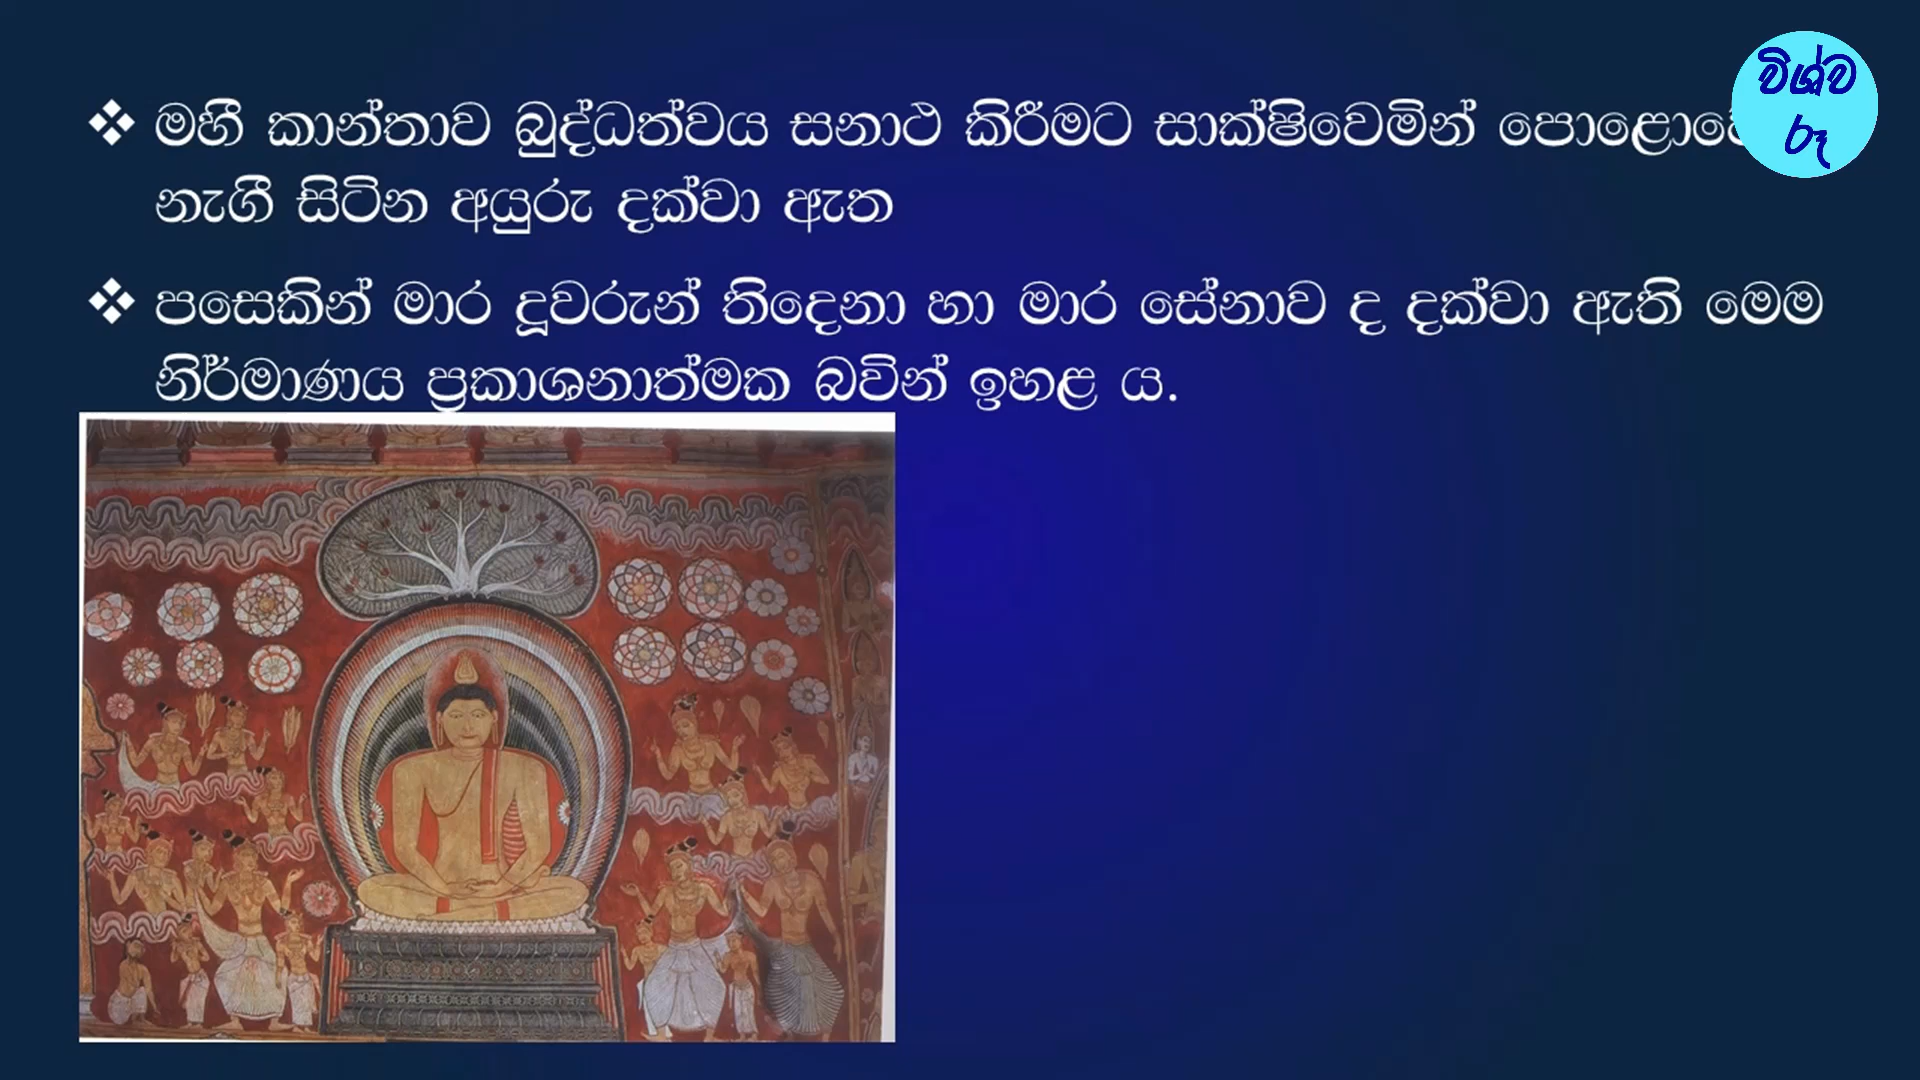 ❖ මහී කාන්තාව බුද්ධත්වය සනාථ කිරීමට සාක්ෂිවෙමින්
නැගී සිටින අයුරු දක්වා ඇත
❖ පසෙකින් මාර දූවරුන් තිදෙනා හා මාර සේනාව ද දක්වා ඇති මෙම
නිර්මාණය ප්‍රකාශනාත්මක බවින් ඉහළ ය.
විශ්ව
රූ